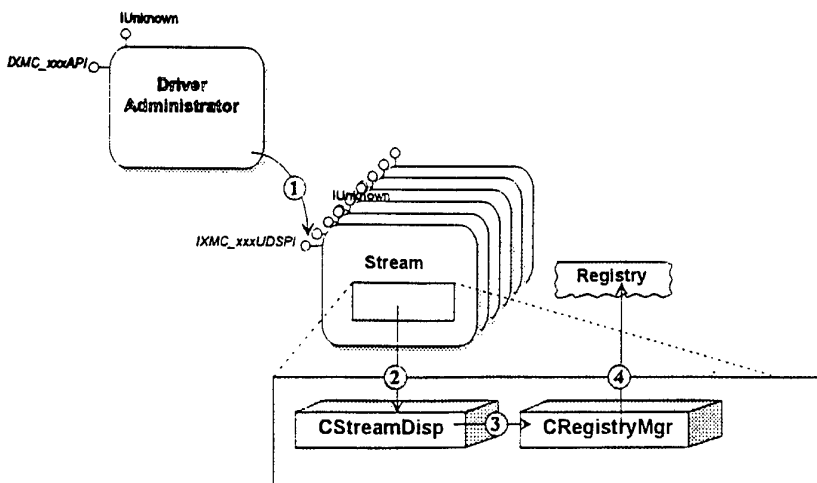 IUnknown
IXMC_xxxAPI
Driver
Administrator
1
IUnknown
IXMC_xxxUDSPI
Stream
Registry
2
4
CStreamDisp
3
CRegistryMgr